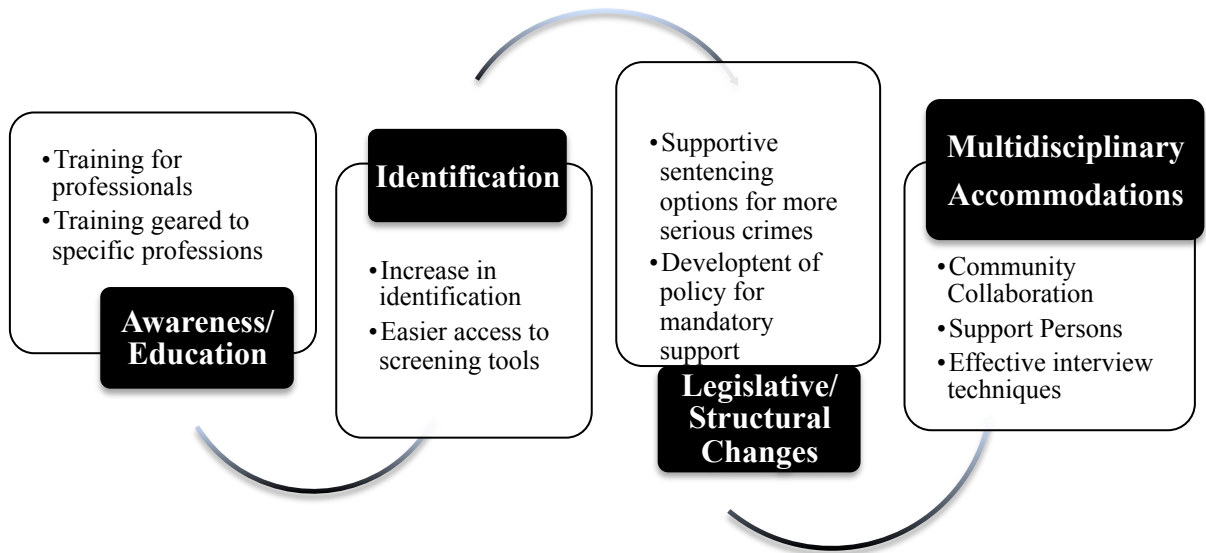 •Training for
professionals
•Training geared to
specific professions
Awareness/
Education
Identification
•Increase in
identification
•Easier access to
screening tools
•Supportive
sentencing
options for more
serious crimes
•Developtent of
policy for
mandatory
support
Legislative/
Structural
Changes
Multidisciplinary
Accommodations
•Community
Collaboration
•Support Persons
•Effective interview
techniques